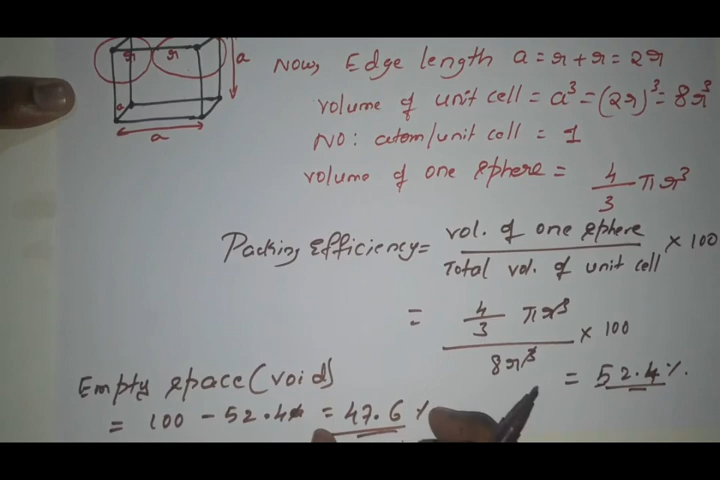 r r a
a
a
Now, Edge length a = r + r = 2r
volume of unit cell = a³ = (2r)³ = 8r³
NO: atom/unit cell = 1
volume of one sphere = 4/3 πr³
Packing Efficiency = vol. of one sphere / Total vol. of unit cell × 100
= 4/3 πr³ / 8r³ × 100
= 52.4%.
Empty space (void)
= 100 - 52.4 = 47.6 %